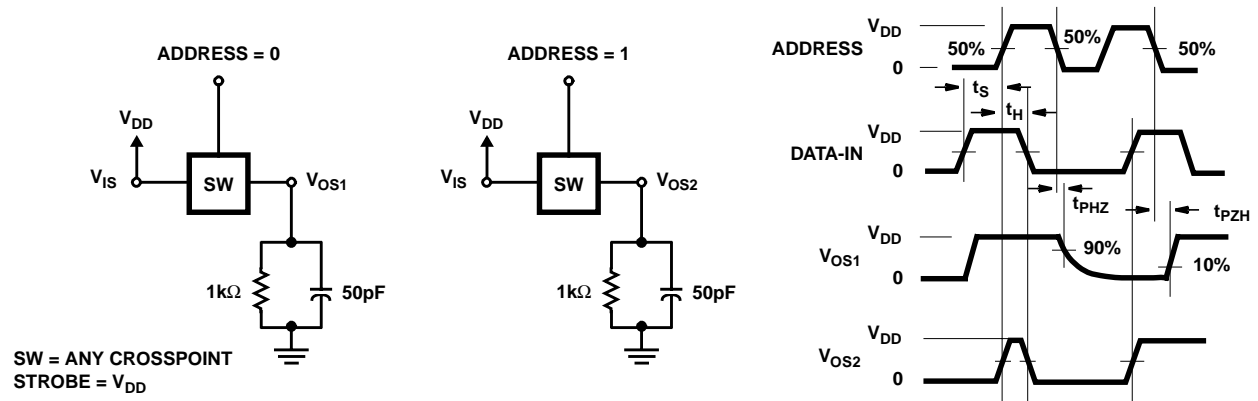 ADDRESS = 0
V_DD
V_IS
SW
V_OS1
1kΩ
50pF
SW = ANY CROSSPOINT
STROBE = V_DD
ADDRESS = 1
V_DD
V_IS
SW
V_OS2
1kΩ
50pF
ADDRESS
V_DD
0
50%
50%
50%
t_S
t_H
DATA-IN
V_DD
0
t_PHZ
t_PZH
V_OS1
V_DD
0
90%
10%
V_OS2
V_DD
0